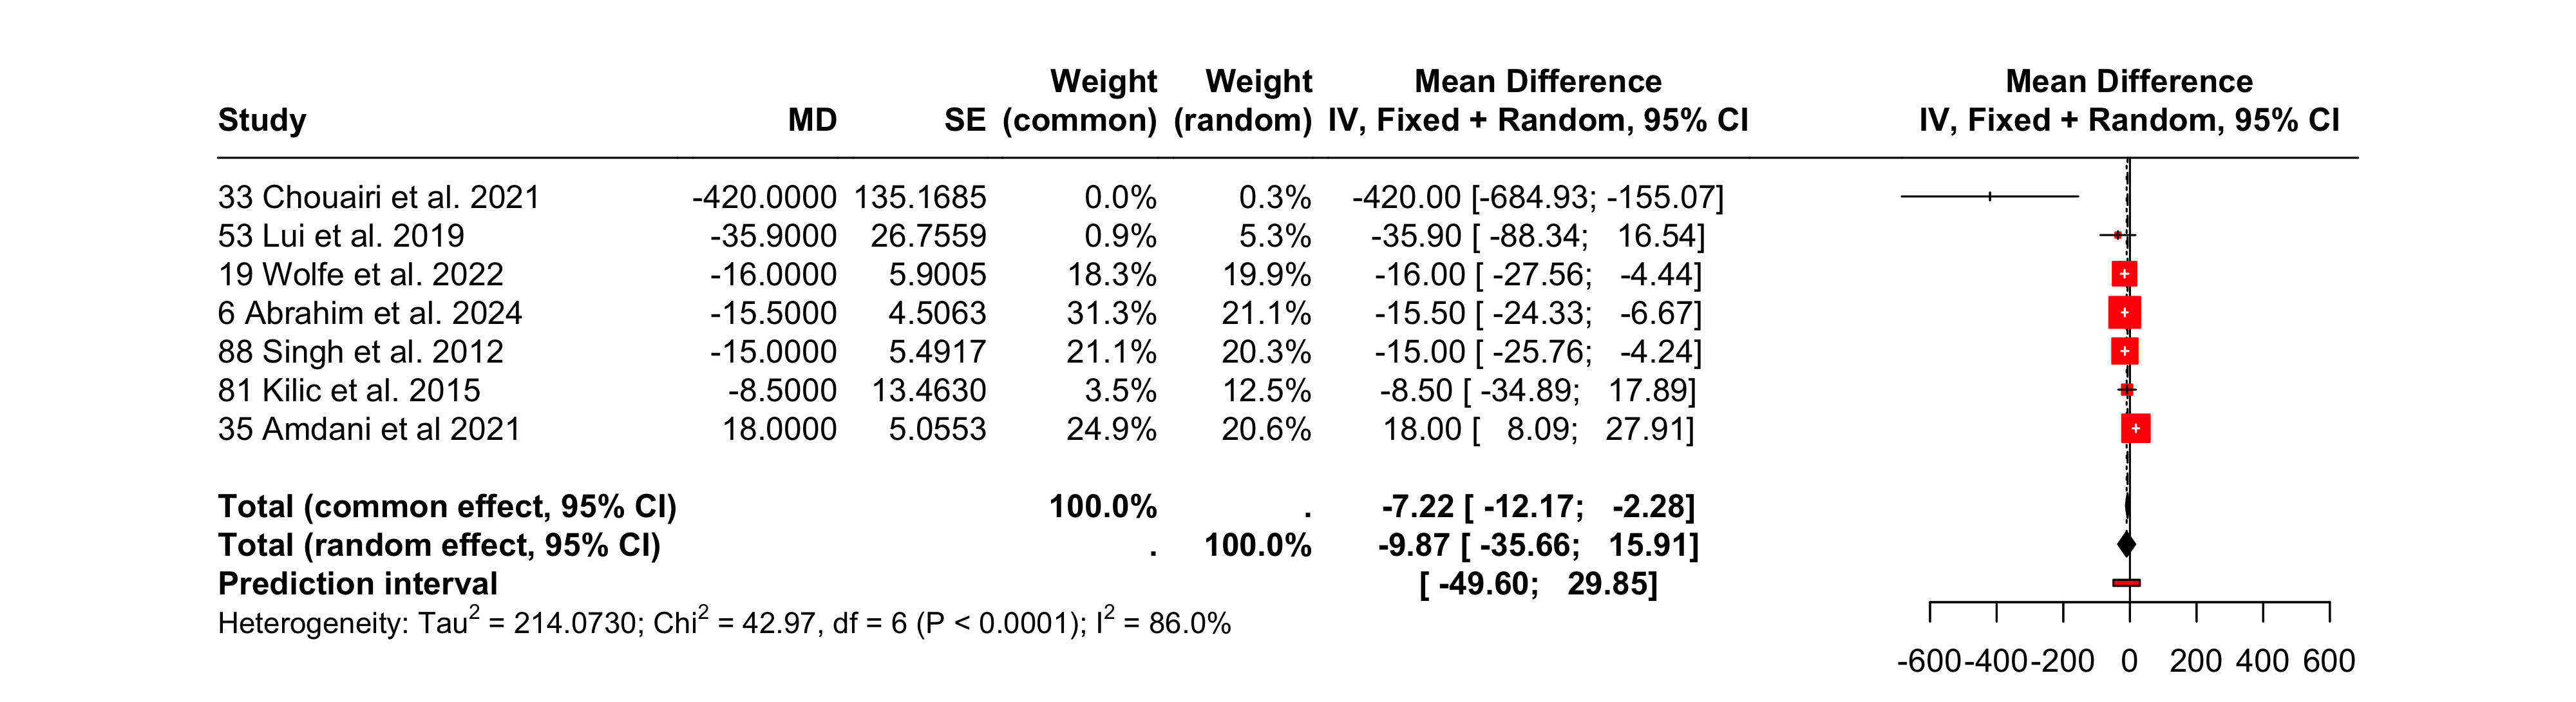 Weight Weight Mean Difference Mean Difference
Study MD SE (common) (random) IV, Fixed + Random, 95% CI IV, Fixed + Random, 95% CI
33 Chouairi et al. 2021 -420.0000 135.1685 0.0% 0.3% -420.00 [-684.93; -155.07]
53 Lui et al. 2019 -35.9000 26.7559 0.9% 5.3% -35.90 [ -88.34; 16.54]
19 Wolfe et al. 2022 -16.0000 5.9005 18.3% 19.9% -16.00 [ -27.56; -4.44]
6 Abrahim et al. 2024 -15.5000 4.5063 31.3% 21.1% -15.50 [ -24.33; -6.67]
88 Singh et al. 2012 -15.0000 5.4917 21.1% 20.3% -15.00 [ -25.76; -4.24]
81 Kilic et al. 2015 -8.5000 13.4630 3.5% 12.5% -8.50 [ -34.89; 17.89]
35 Amdani et al 2021 18.0000 5.0553 24.9% 20.6% 18.00 [ 8.09; 27.91]
Total (common effect, 95% CI) 100.0% . -7.22 [ -12.17; -2.28]
Total (random effect, 95% CI) . 100.0% -9.87 [ -35.66; 15.91]
Prediction interval [ -49.60; 29.85]
Heterogeneity: Tau² = 214.0730; Chi² = 42.97, df = 6 (P < 0.0001); I² = 86.0%
-600 -400 -200 0 200 400 600